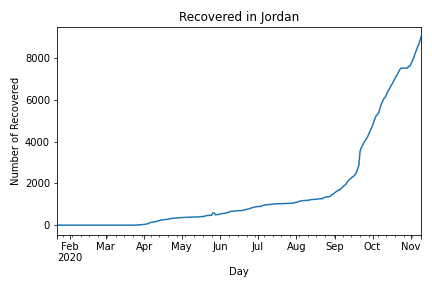 Recovered in Jordan
Number of Recovered
8000
6000
4000
2000
0
Feb Mar Apr May Jun Jul Aug Sep Oct Nov
2020
Day